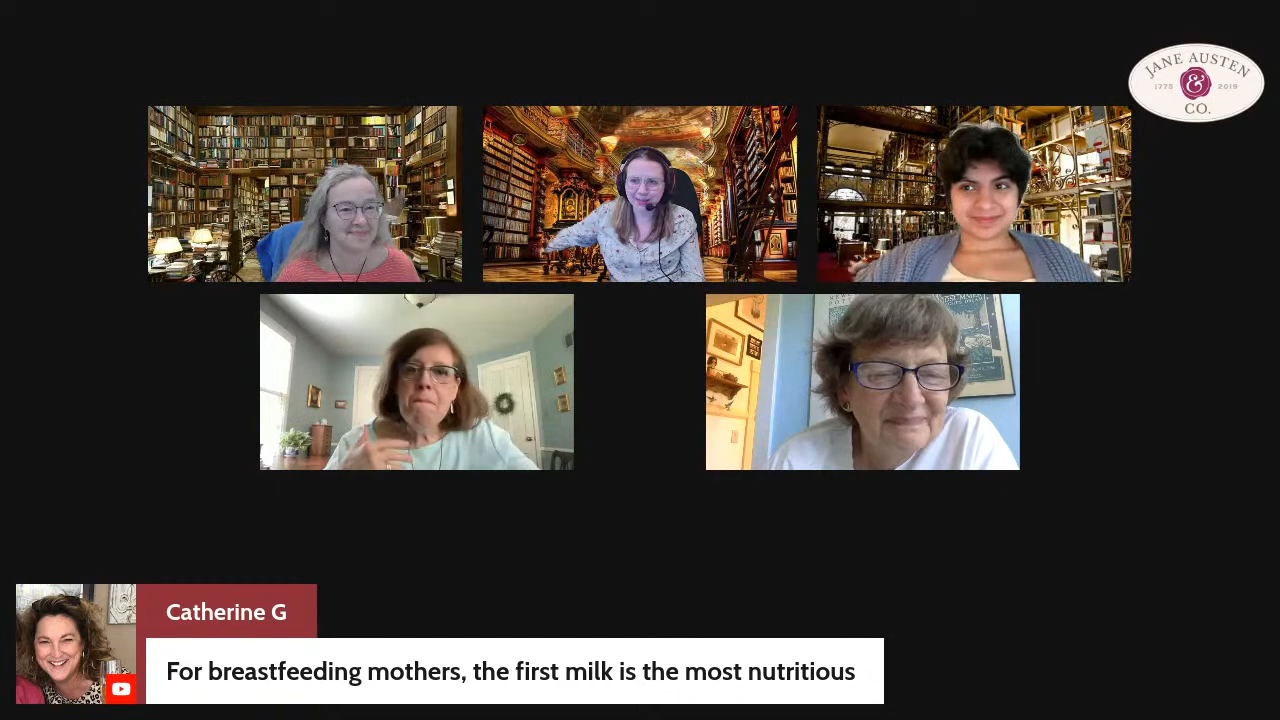 JANE AUSTEN
1775 & 2019
CO.
Catherine G
For breastfeeding mothers, the first milk is the most nutritious